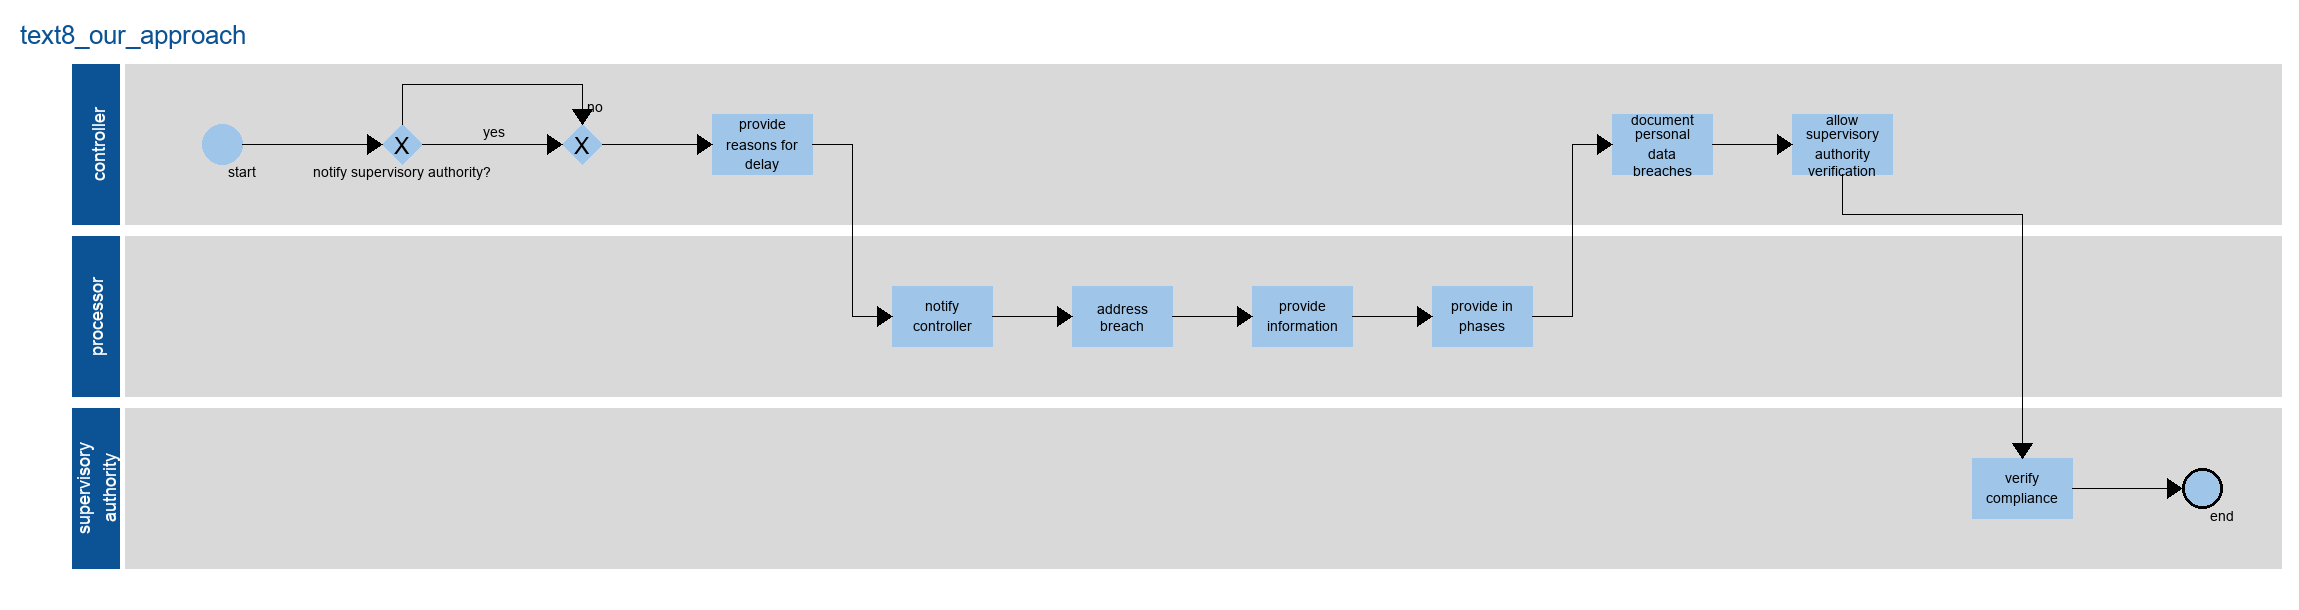 text8_our_approach
controller
start
X
notify supervisory authority?
yes
no
X
provide
reasons for
delay
document
personal
data
breaches
allow
supervisory
authority
verification
processor
notify
controller
address
breach
provide
information
provide in
phases
supervisory
authority
verify
compliance
end